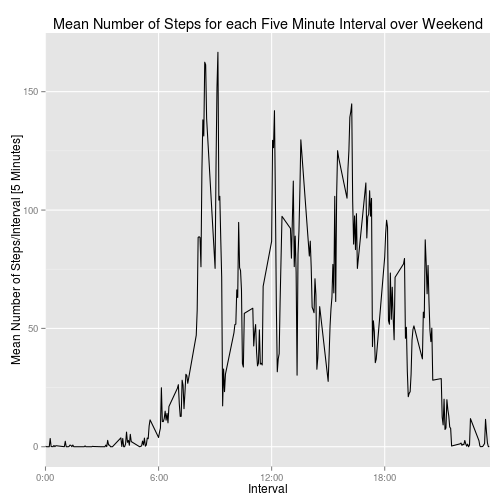 Mean Number of Steps for each Five Minute Interval over Weekend
Mean Number of Steps/Interval [5 Minutes]
150
100
50
0
0:00
6:00
12:00
18:00
Interval